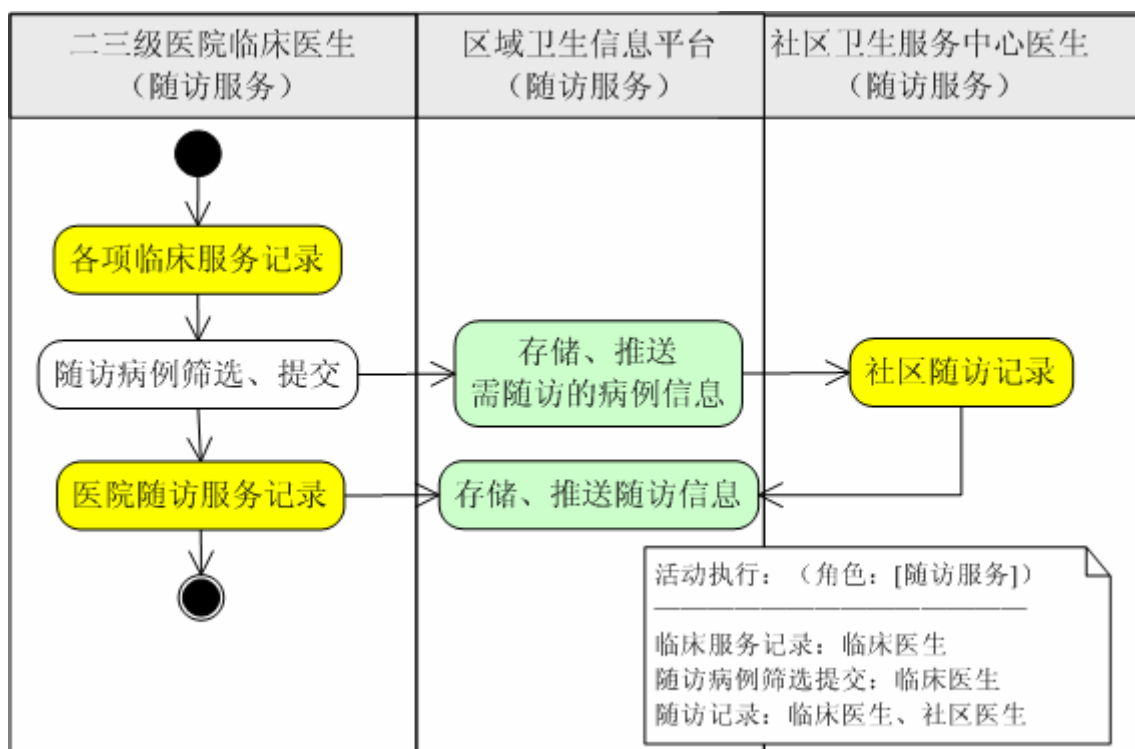 二三级医院临床医生
（随访服务）
区域卫生信息平台
（随访服务）
社区卫生服务中心医生
（随访服务）
各项临床服务记录
随访病例筛选、提交
存储、推送
需随访的病例信息
社区随访记录
医院随访服务记录
存储、推送随访信息
活动执行：（角色：[随访服务]）
临床服务记录：临床医生
随访病例筛选提交：临床医生
随访记录：临床医生、社区医生